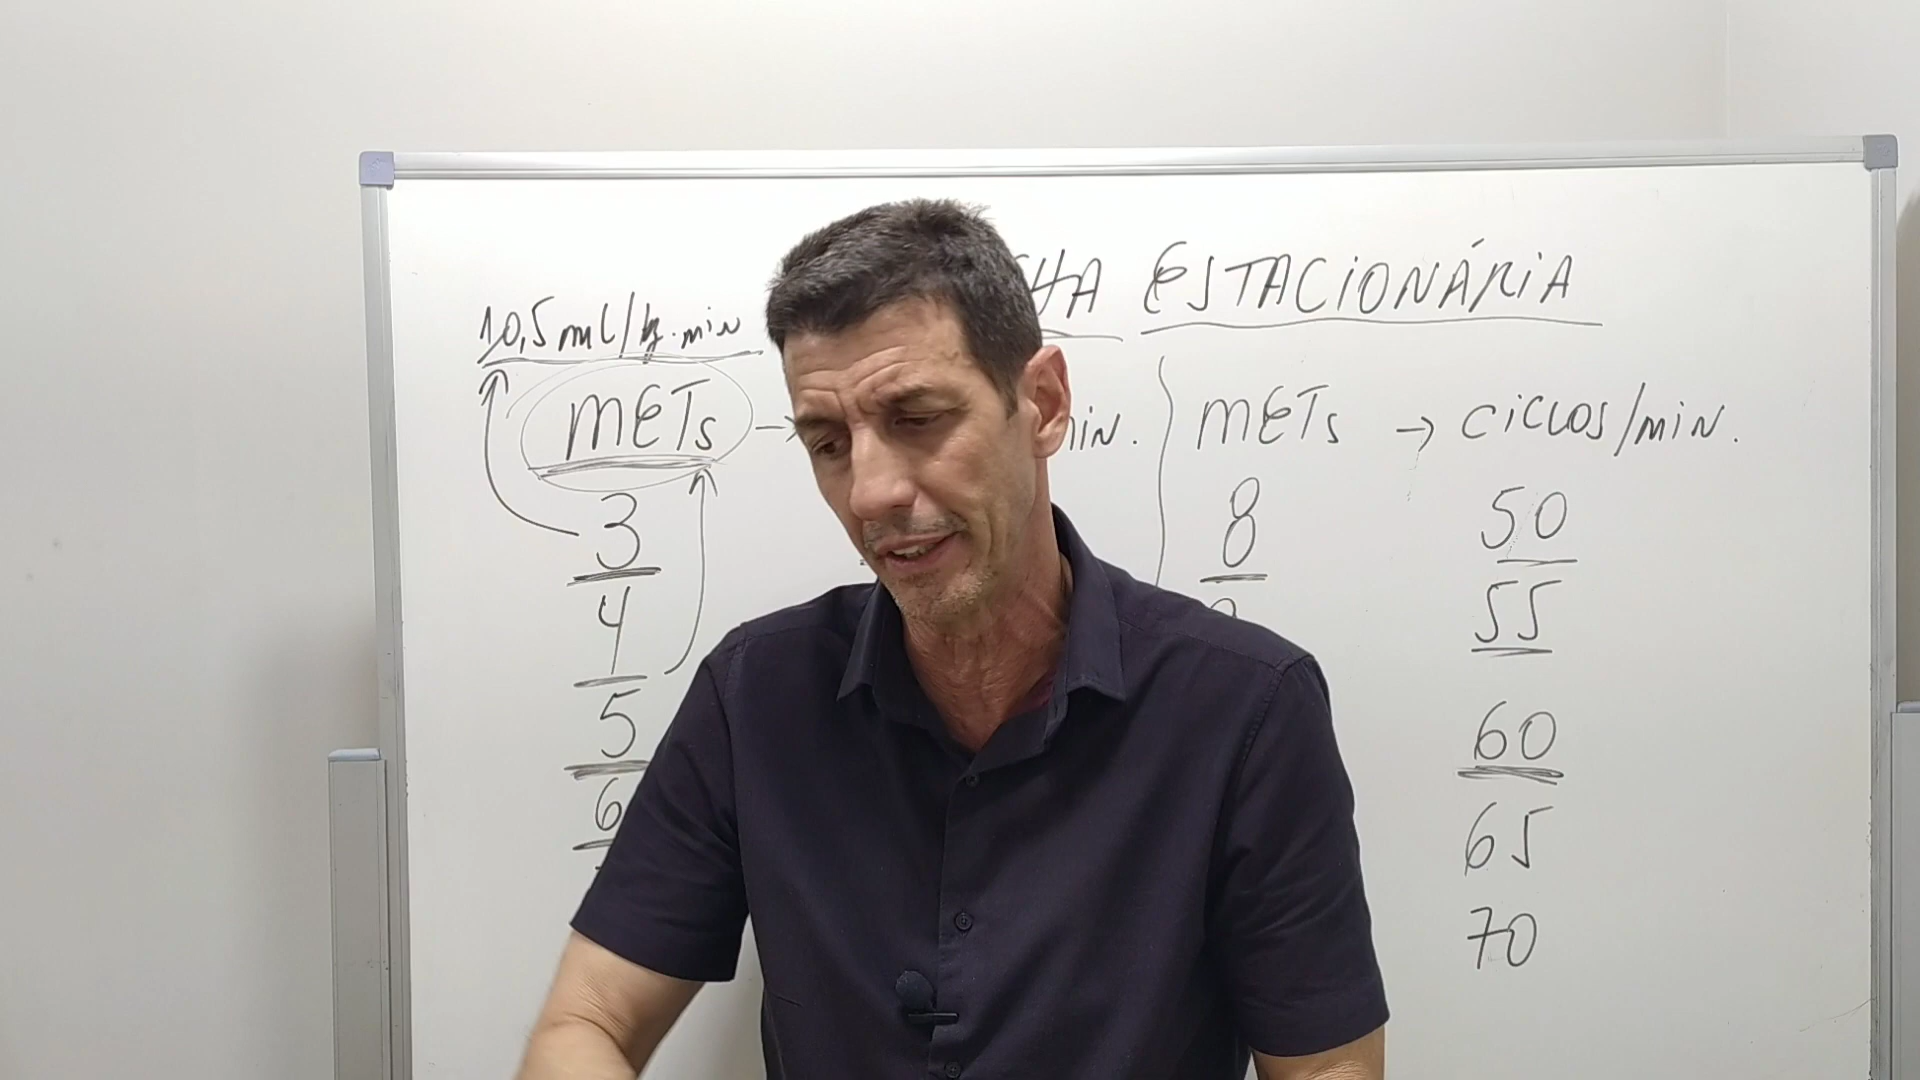 ESTACIONÁRIA
10,5 ml/kg.min
METs →
METs → CICLOS/MIN.
3
4
5
6
8
50
55
60
65
70